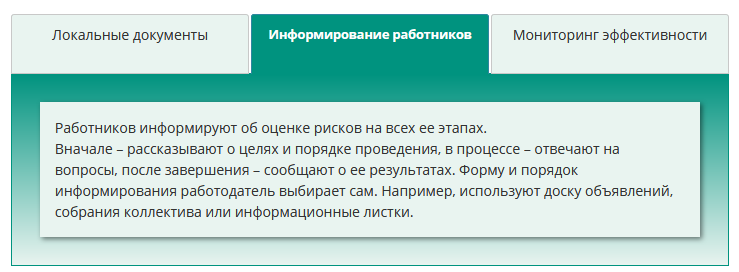 Локальные документы
Информирование работников
Мониторинг эффективности
Работников информируют об оценке рисков на всех ее этапах.
Вначале – рассказывают о целях и порядке проведения, в процессе – отвечают на
вопросы, после завершения – сообщают о ее результатах. Форму и порядок
информирования работодатель выбирает сам. Например, используют доску объявлений,
собрания коллектива или информационные листки.